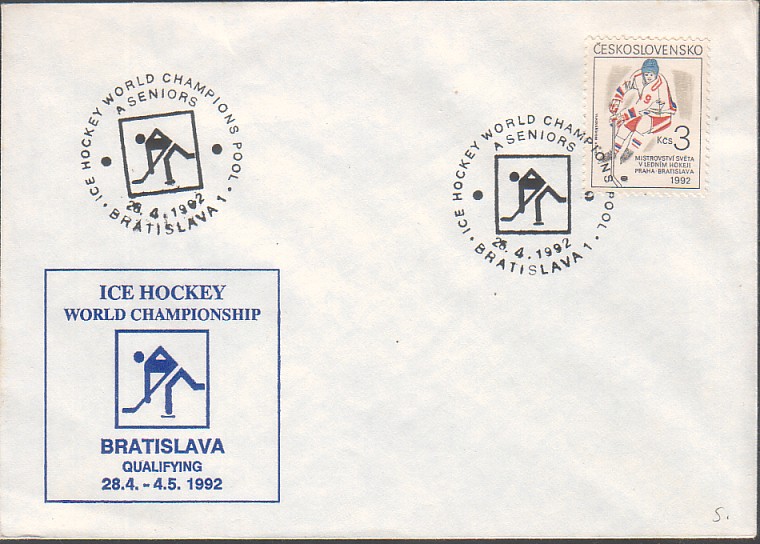 ICE HOCKEY WORLD CHAMPIONS POOL
A SENIORS
4. 1992
BRATISLAVA 1
ČESKOSLOVENSKO
9
Kčs 3
MISTROVSTVÍ SVĚTA
V LEDNÍM HOKEJI
PRAHA·BRATISLAVA
1992
ICE HOCKEY WORLD CHAMPIONS POOL
A SENIORS
4. 1992
BRATISLAVA 1
ICE HOCKEY
WORLD CHAMPIONSHIP
BRATISLAVA
QUALIFYING
28.4. - 4.5. 1992
S.